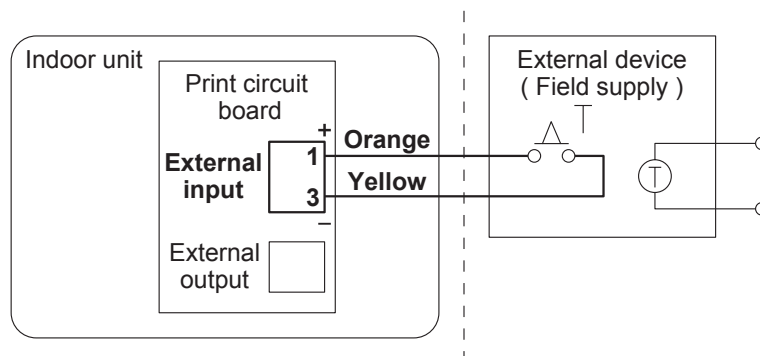 Indoor unit
Print circuit
board
External
input
+
1
Orange
3
Yellow
–
External
output
External device
( Field supply )
T
T